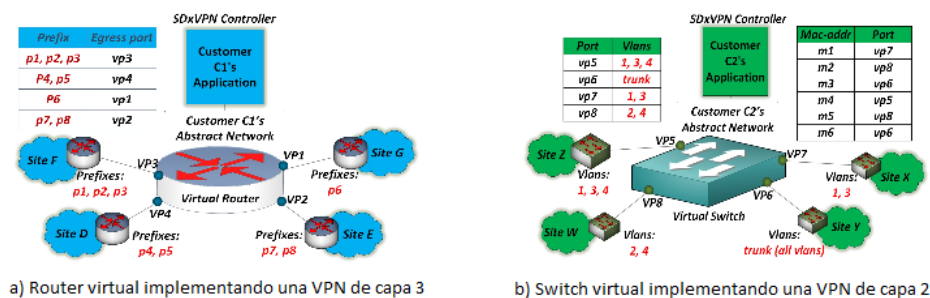 SDxVPN Controller
Prefix Egress port
p1, p2, p3 vp3
P4, p5 vp4
P6 vp1
p7, p8 vp2
Customer
C1's
Application
Customer C1's
Abstract Network
Site F
VP3
Prefixes:
p1, p2, p3
VP1
Site G
Prefixes:
p6
VP4
Virtual Router
VP2
Site D
Prefixes:
p4, p5
Prefixes:
p7, p8
Site E
a) Router virtual implementando una VPN de capa 3
SDxVPN Controller
Port Vlans
vp5 1, 3, 4
vp6 trunk
vp7 1, 3
vp8 2, 4
Customer
C2's
Application
Mac-addr Port
m1 vp7
m2 vp8
m3 vp6
m4 vp5
m5 vp8
m6 vp6
Customer C2's
Abstract Network
Site Z
VP5
Vlans:
1, 3, 4
VP7
Site X
Vlans:
1, 3
VP8
Virtual Switch
VP6
Site W
Vlans:
2, 4
Vlans:
trunk (all vlans)
Site Y
b) Switch virtual implementando una VPN de capa 2